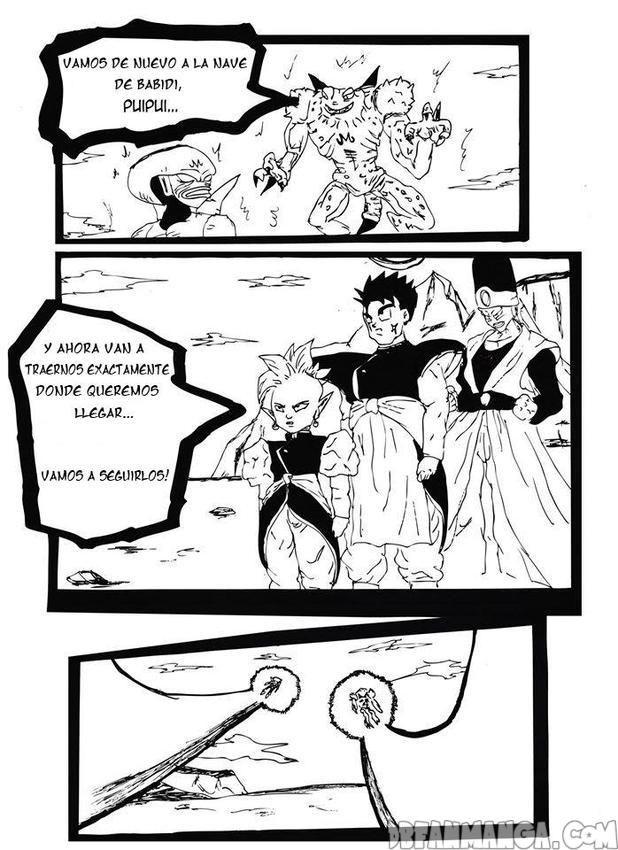 VAMOS DE NUEVO A LA NAVE
DE BABIDI,
PUIPUI...
Y AHORA VAN A
TRAERNOS EXACTAMENTE
DONDE QUEREMOS
LLEGAR...
VAMOS A SEGUIRLOS!
DBFANMANGA.COM